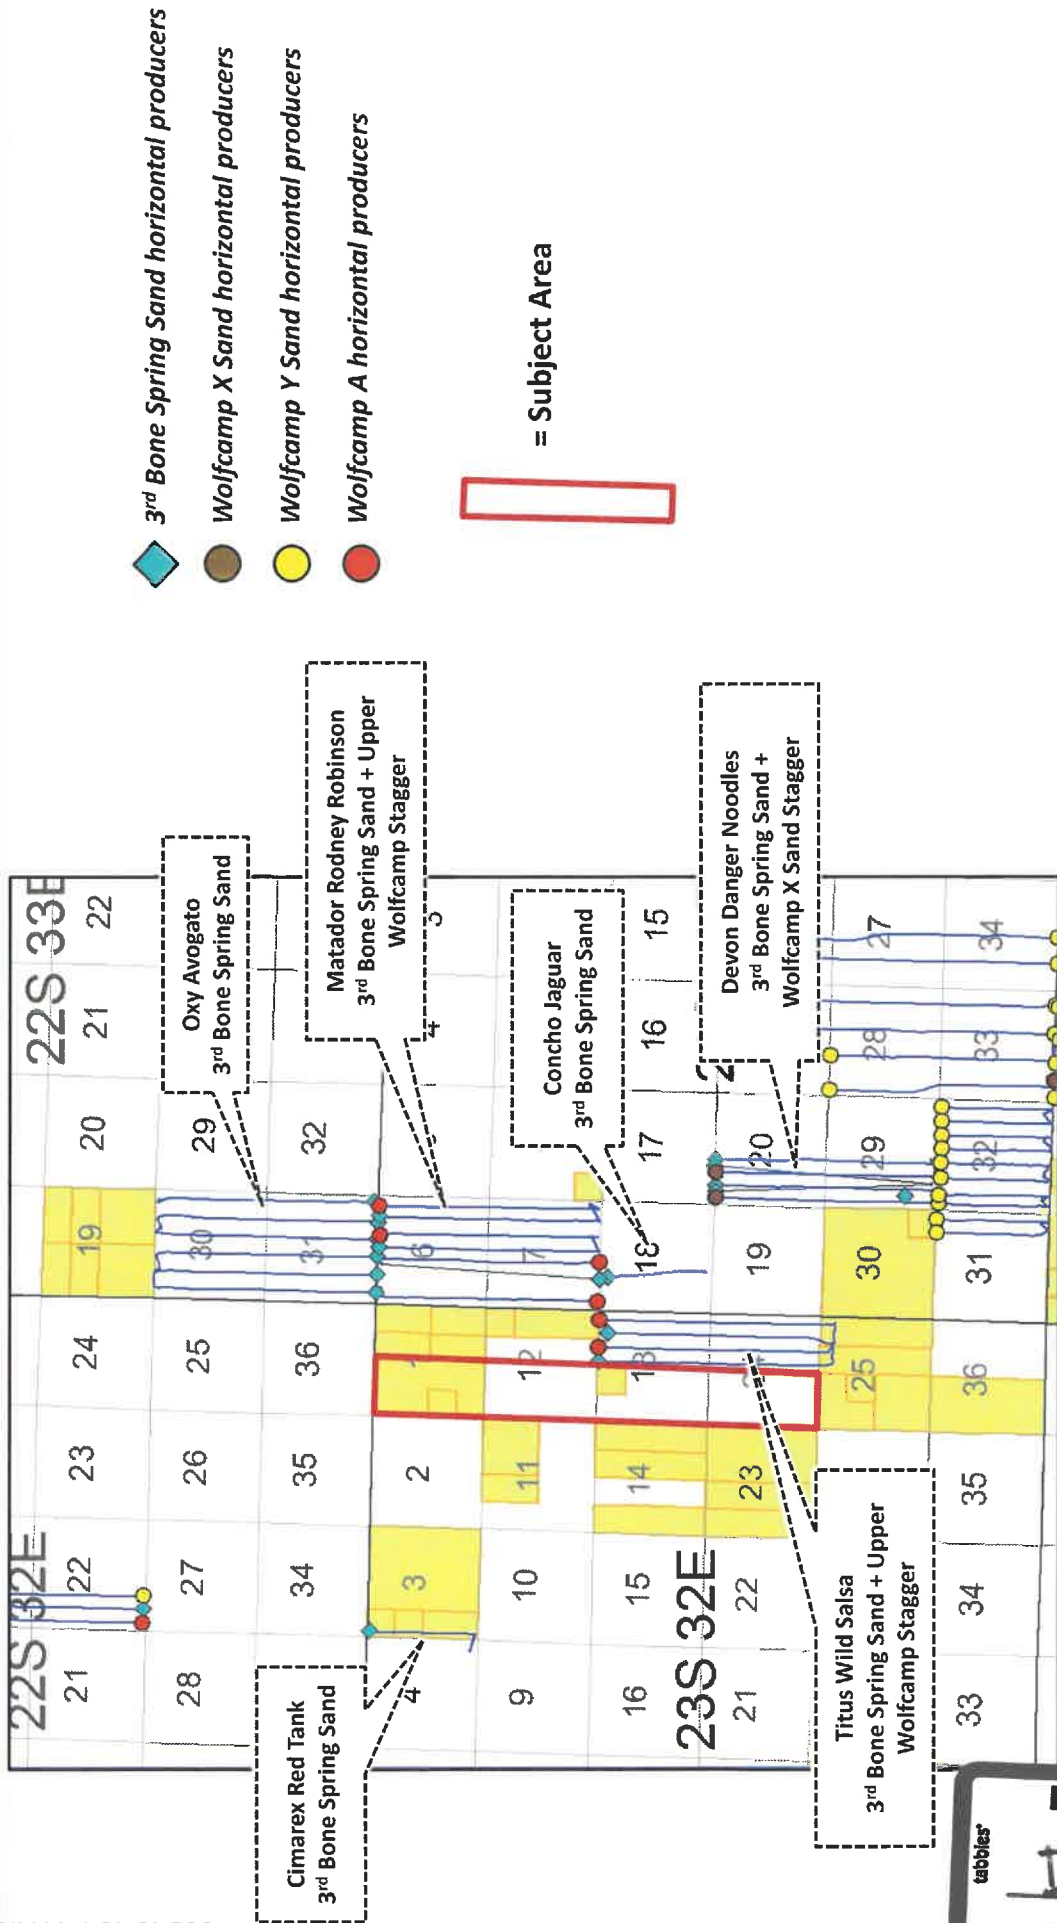 22S 32E
22S 33E
21
22
23
24
19
20
21
22
28
27
26
25
30
29
34
35
36
31
32
4
3
2
1
6
4
3
9
10
11
12
7
16
15
14
13
18
17
16
15
23S 32E
21
22
23
24
19
20
2
25
30
29
28
27
33
34
35
36
31
32
33
34
Oxy Avogato
3rd Bone Spring Sand
Matador Rodney Robinson
3rd Bone Spring Sand + Upper
Wolfcamp Stagger
Cimarex Red Tank
3rd Bone Spring Sand
Concho Jaguar
3rd Bone Spring Sand
Devon Danger Noodles
3rd Bone Spring Sand +
Wolfcamp X Sand Stagger
Titus Wild Salsa
3rd Bone Spring Sand + Upper
Wolfcamp Stagger
3rd Bone Spring Sand horizontal producers
Wolfcamp X Sand horizontal producers
Wolfcamp Y Sand horizontal producers
Wolfcamp A horizontal producers
= Subject Area
tabbies®